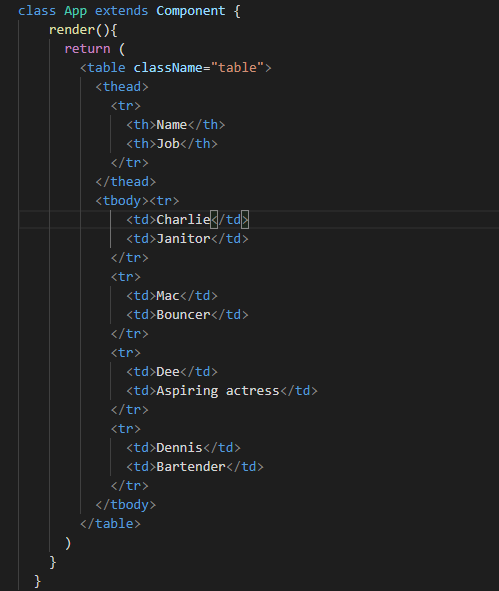 class App extends Component {
render(){
return (
<table className="table">
<thead>
<tr>
<th>Name</th>
<th>Job</th>
</tr>
</thead>
<tbody><tr>
<td>Charlie</td>
<td>Janitor</td>
</tr>
<tr>
<td>Mac</td>
<td>Bouncer</td>
</tr>
<tr>
<td>Dee</td>
<td>Aspiring actress</td>
</tr>
<tr>
<td>Dennis</td>
<td>Bartender</td>
</tr>
</tbody>
</table>
)
}
}